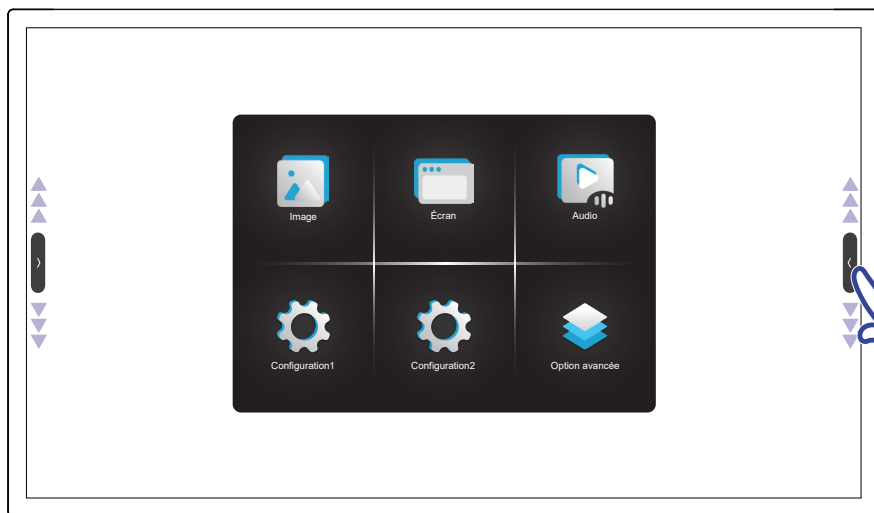 Image
Écran
Audio
Configuration1
Configuration2
Option avancée